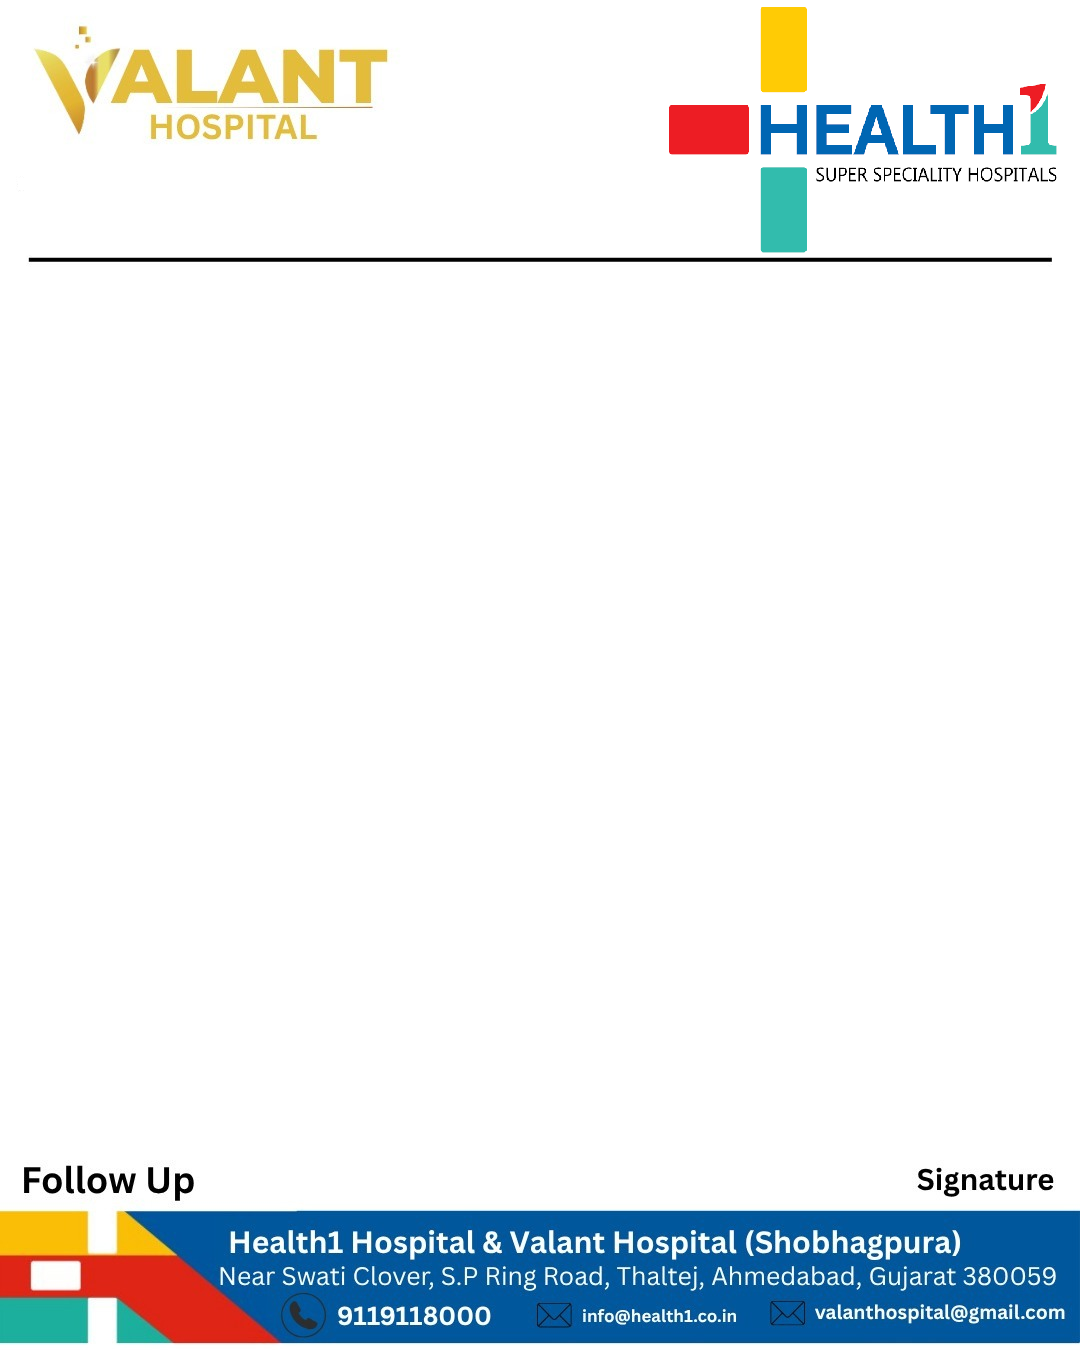 VALANT
HOSPITAL
HEALTH1
SUPER SPECIALITY HOSPITALS
Follow Up
Signature
Health1 Hospital & Valant Hospital (Shobhagpura)
Near Swati Clover, S.P Ring Road, Thaltej, Ahmedabad, Gujarat 380059
9119118000
info@health1.co.in
valanthospital@gmail.com